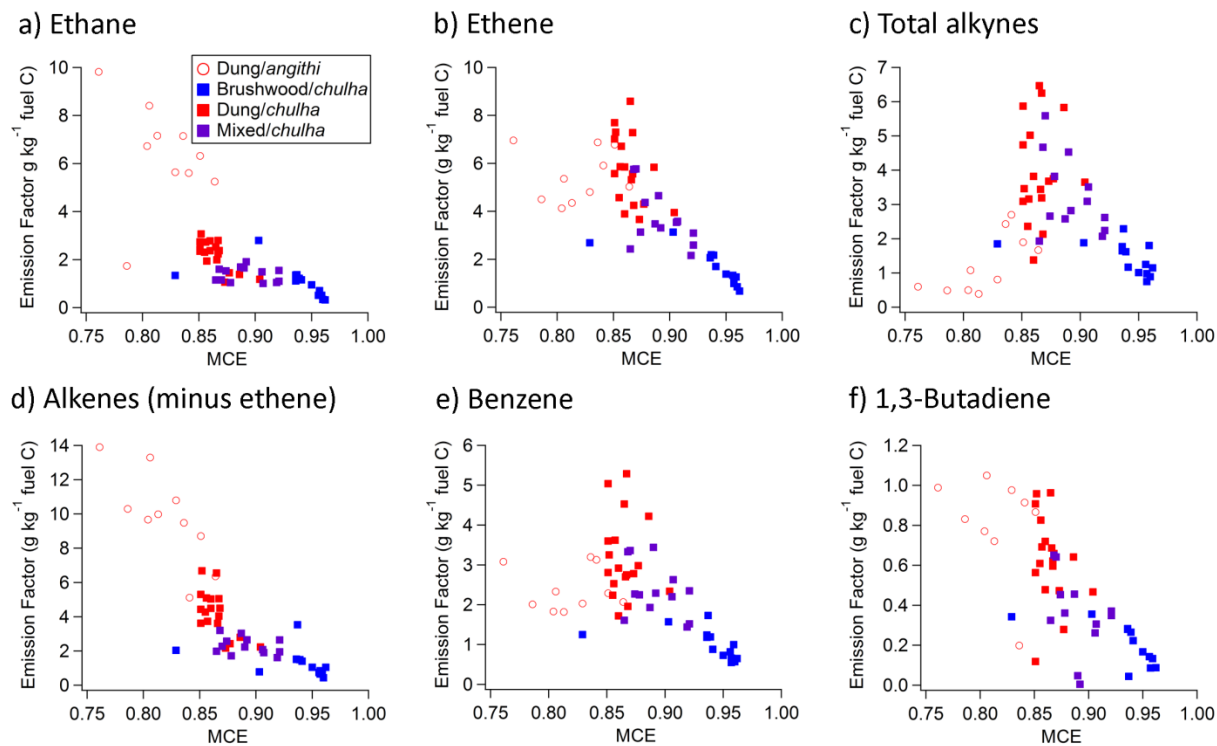 a) Ethane
b) Ethene
c) Total alkynes
Dung/angithi
Brushwood/chulha
Dung/chulha
Mixed/chulha
Emission Factor g kg⁻¹ fuel C)
10
8
6
4
2
0
0.75 0.80 0.85 0.90 0.95 1.00
MCE
Emission Factor (g kg⁻¹ fuel C)
10
8
6
4
2
0
0.75 0.80 0.85 0.90 0.95 1.00
MCE
Emission Factor (g kg⁻¹ fuel C)
7
6
5
4
3
2
1
0
0.75 0.80 0.85 0.90 0.95 1.00
MCE
d) Alkenes (minus ethene)
e) Benzene
f) 1,3-Butadiene
Emission Factor (g kg⁻¹ fuel C)
14
12
10
8
6
4
2
0
0.75 0.80 0.85 0.90 0.95 1.00
MCE
Emission Factor (g kg⁻¹ fuel C)
6
5
4
3
2
1
0
0.75 0.80 0.85 0.90 0.95 1.00
MCE
Emission Factor (g kg⁻¹ fuel C)
1.2
1.0
0.8
0.6
0.4
0.2
0.0
0.75 0.80 0.85 0.90 0.95 1.00
MCE